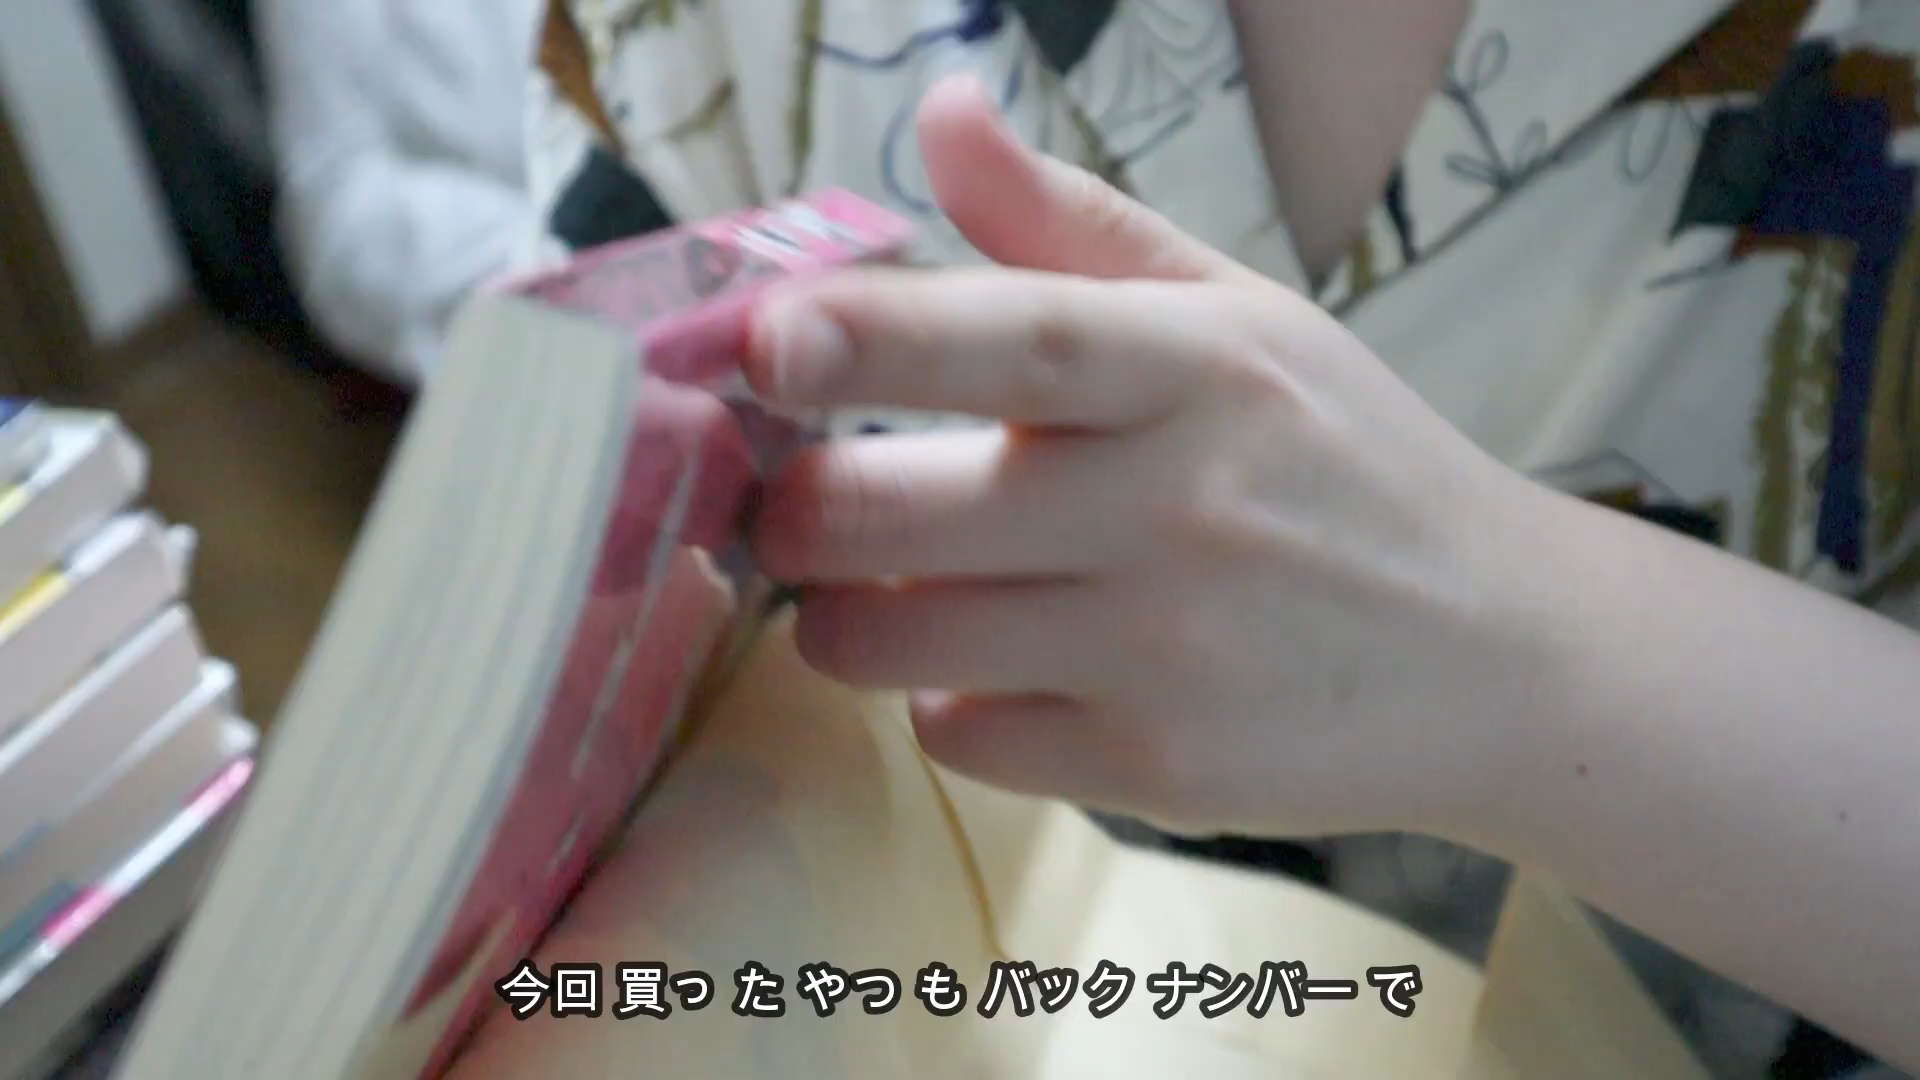 今回 買っ た やつ も バック ナンバー で